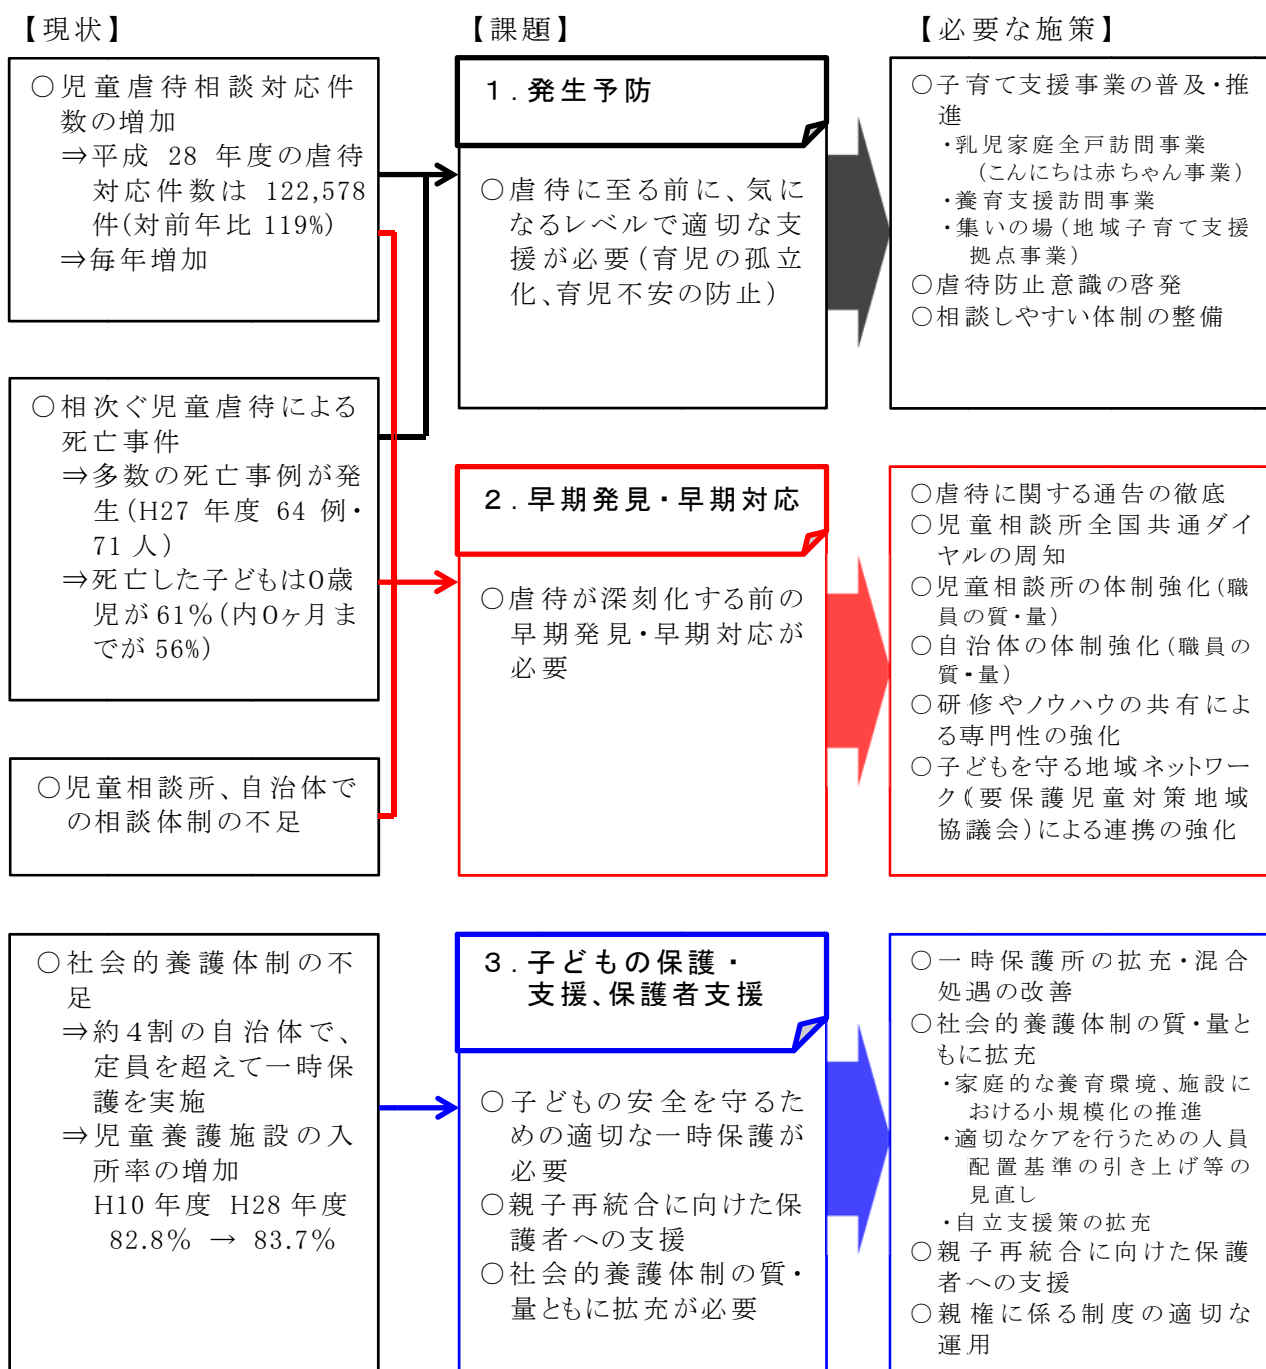 【現状】
○児童虐待相談対応件
数の増加
⇒平成 28 年度の虐待
対応件数は 122,578
件(対前年比 119%)
⇒毎年増加
○相次ぐ児童虐待による
死亡事件
⇒多数の死亡事例が発
生(H27 年度 64 例・
71 人)
⇒死亡した子どもは0歳
児が 61%(内0ヶ月ま
でが 56%)
○児童相談所、自治体で
の相談体制の不足
○社会的養護体制の不
足
⇒約4割の自治体で、
定員を超えて一時保
護を実施
⇒児童養護施設の入
所率の増加
H10 年度 H28 年度
82.8% → 83.7%
【課題】
1.発生予防
○虐待に至る前に、気に
なるレベルで適切な支
援が必要(育児の孤立
化、育児不安の防止)
2.早期発見・早期対応
○虐待が深刻化する前の
早期発見・早期対応が
必要
3.子どもの保護・
支援、保護者支援
○子どもの安全を守るた
めの適切な一時保護が
必要
○親子再統合に向けた保
護者への支援
○社会的養護体制の質・
量ともに拡充が必要
【必要な施策】
○子育て支援事業の普及・推
進
・乳児家庭全戸訪問事業
(こんにちは赤ちゃん事業)
・養育支援訪問事業
・集いの場(地域子育て支援
拠点事業)
○虐待防止意識の啓発
○相談しやすい体制の整備
○虐待に関する通告の徹底
○児童相談所全国共通ダイ
ヤルの周知
○児童相談所の体制強化(職
員の質・量)
○自治体の体制強化(職員の
質・量)
○研修やノウハウの共有によ
る専門性の強化
○子どもを守る地域ネットワー
ク(要保護児童対策地域
協議会)による連携の強化
○一時保護所の拡充・混合
処遇の改善
○社会的養護体制の質・量と
もに拡充
・家庭的な養育環境、施設に
おける小規模化の推進
・適切なケアを行うための人員
配置基準の引き上げ等の
見直し
・自立支援策の拡充
○親子再統合に向けた保護
者への支援
○親権に係る制度の適切な
運用